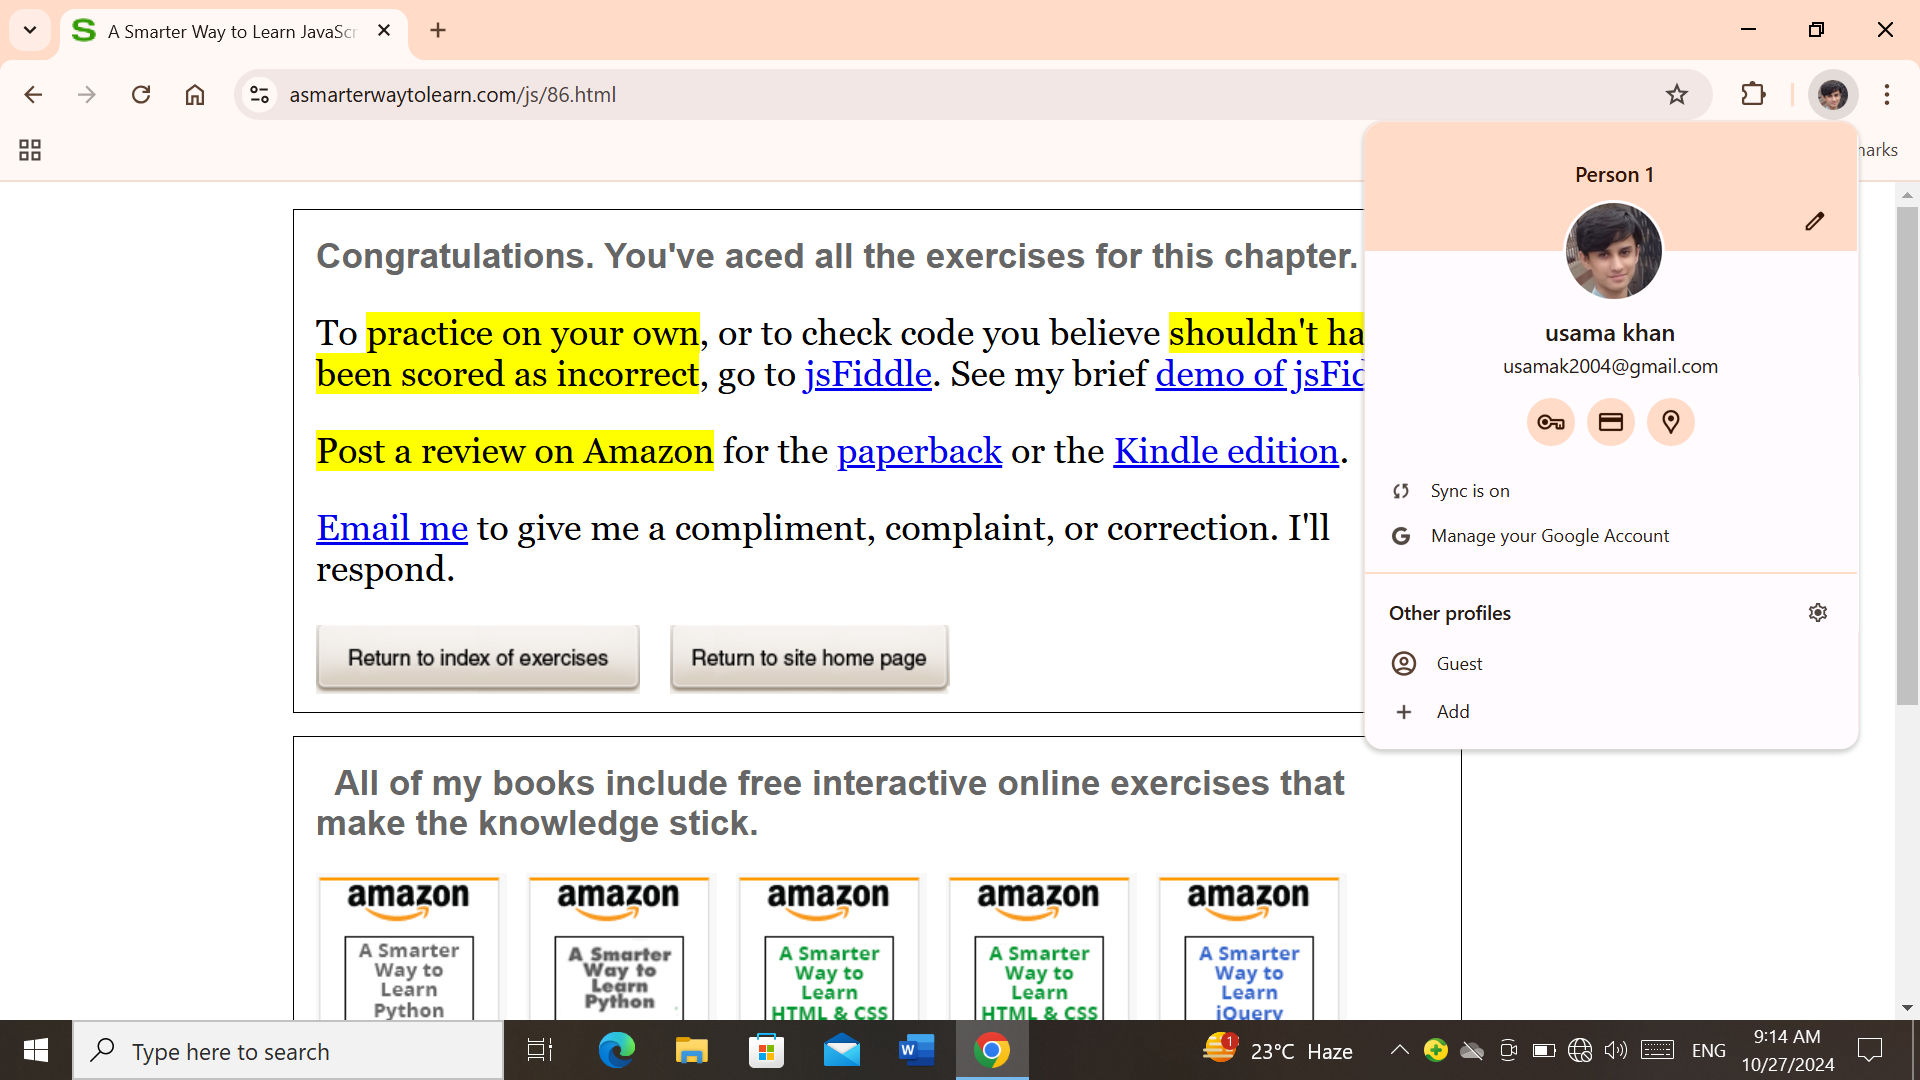 A Smarter Way to Learn JavaScr
asmarterwaytolearn.com/js/86.html
narks
Person 1
usama khan
usamak2004@gmail.com
Sync is on
Manage your Google Account
Other profiles
Guest
Add
Congratulations. You've aced all the exercises for this chapter.
To practice on your own, or to check code you believe shouldn't ha
been scored as incorrect, go to jsFiddle. See my brief demo of jsFid
Post a review on Amazon for the paperback or the Kindle edition.
Email me to give me a compliment, complaint, or correction. I'll
respond.
Return to index of exercises Return to site home page
All of my books include free interactive online exercises that
make the knowledge stick.
amazon amazon amazon amazon amazon
A Smarter A Smarter A Smarter A Smarter A Smarter
Way to Way to Way to Way to Way to
Learn Learn Learn Learn Learn
Python Python HTML & CSS HTML & CSS jQuery
Type here to search
W
1
23°C Haze
ENG
9:14 AM
10/27/2024